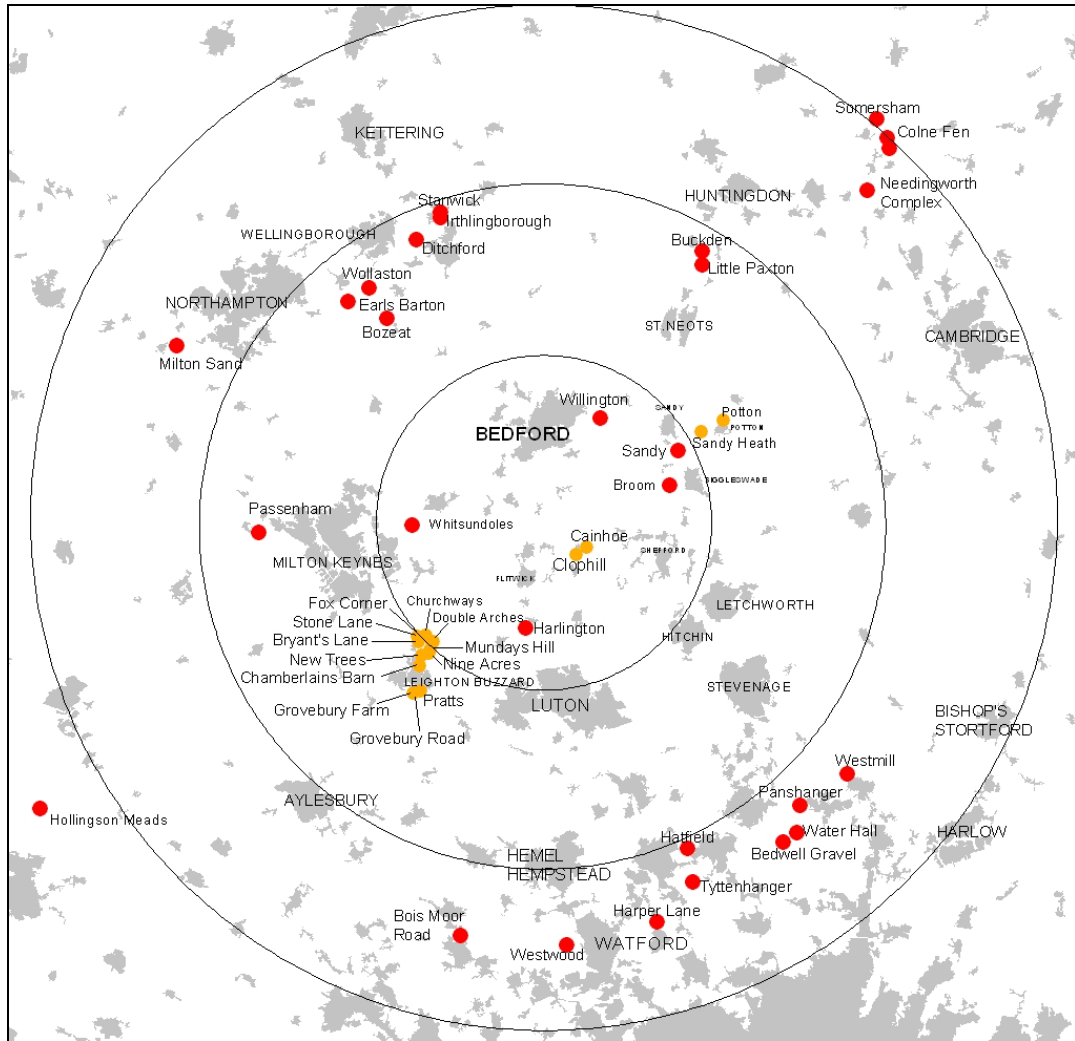 Somersham
KETTERING
Colne Fen
Needingworth
Complex
HUNTINGDON
Stanwick
Irthlingborough
WELLINGBOROUGH
Ditchford
Buckden
Little Paxton
Wollaston
NORTHAMPTON
Earls Barton
Bozeat
ST.NEOTS
CAMBRIDGE
Milton Sand
Willington
SANDY
Potton
POTTON
BEDFORD
Sandy Heath
Sandy
Broom
BIGGLESWADE
Passenham
Whitsundoles
Cainhoe
SHEFFORD
MILTON KEYNES
Clophill
FLITWICK
Fox Corner
Churchways
LETCHWORTH
Stone Lane
Double Arches
Harlington
HITCHIN
Bryant's Lane
Mundays Hill
New Trees
Nine Acres
Chamberlains Barn
LEIGHTON BUZZARD
STEVENAGE
Pratts
LUTON
Grovebury Farm
BISHOP'S
STORTFORD
Grovebury Road
Westmill
AYLESBURY
Panshanger
Hollingson Meads
Hatfield
Water Hall
HARLOW
Bedwell Gravel
HEMEL
HEMPSTEAD
Tyttenhanger
Bois Moor
Road
Harper Lane
WATFORD
Westwood